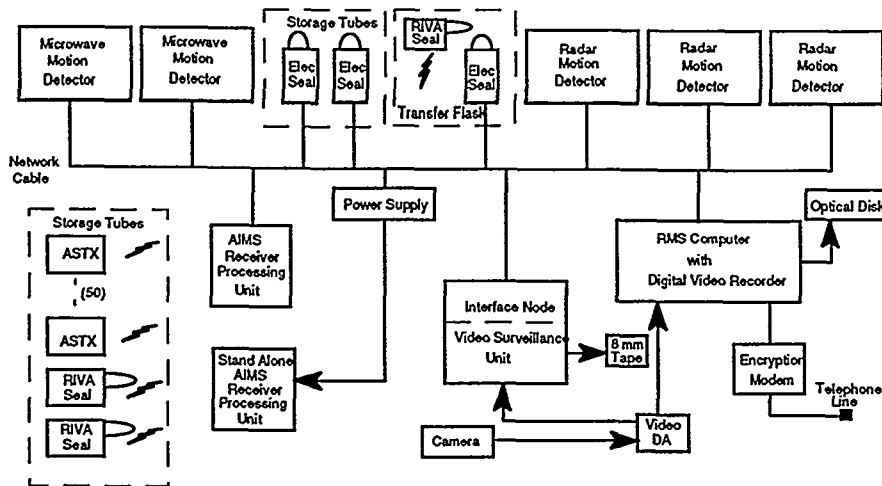 Microwave
Motion
Detector
Microwave
Motion
Detector
Storage Tubes
Elec
Seal
Elec
Seal
RIVA
Seal
Elec
Seal
Transfer Flask
Radar
Motion
Detector
Radar
Motion
Detector
Radar
Motion
Detector
Network
Cable
Storage Tubes
ASTX
(50)
ASTX
RIVA
Seal
RIVA
Seal
AIMS
Receiver
Processing
Unit
Power Supply
Stand Alone
AIMS
Receiver
Processing
Unit
Interface Node
Video Surveillance
Unit
8 mm
Tape
Camera
Video
DA
RMS Computer
with
Digital Video Recorder
Optical Disk
Encryption
Modem
Telephone
Line